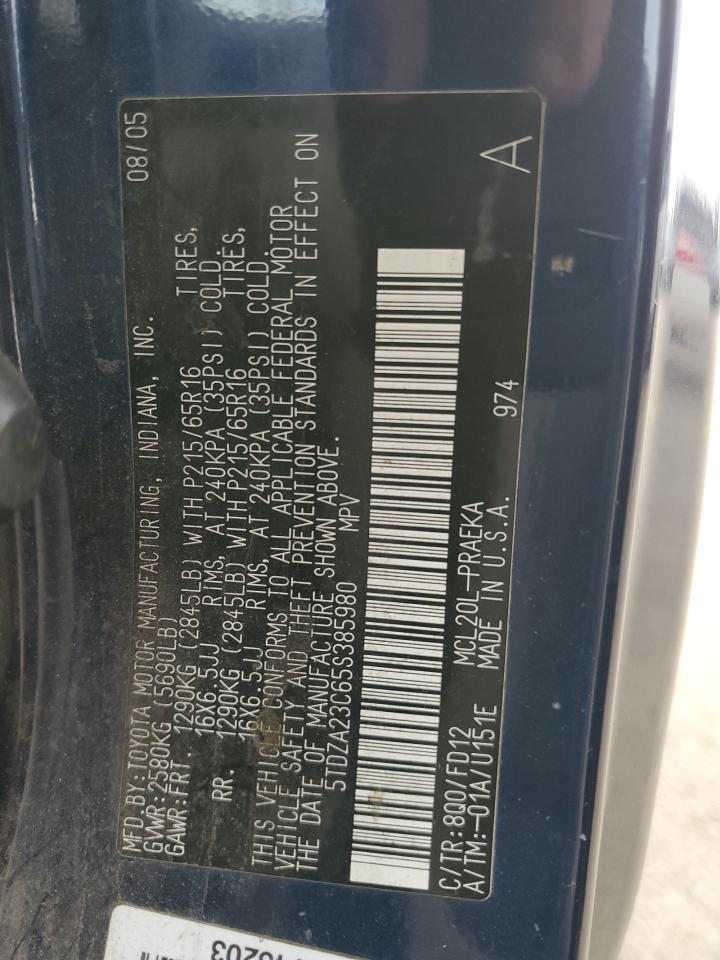 MFD.BY:TOYOTA MOTOR MANUFACTURING, INDIANA, INC. 08/05
GVWR:2580KG (5690LB)
GAWR:FRT. 1290KG (2845LB) WITH P215/65R16 TIRES,
16X6.5JJ RIMS, AT 240KPA (35PSI) COLD.
RR. 1290KG (2845LB) WITH P215/65R16 TIRES,
16X6.5JJ RIMS, AT 240KPA (35PSI) COLD.
THIS VEHICLE CONFORMS TO ALL APPLICABLE FEDERAL MOTOR
VEHICLE SAFETY AND THEFT PREVENTION STANDARDS IN EFFECT ON
THE DATE OF MANUFACTURE SHOWN ABOVE.
5TDZA23C65S385980 MPV
C/TR:8Q0/FD12 MCL20L-PRAEKA
A/TM:-01A/U151E MADE IN U.S.A. 974 A